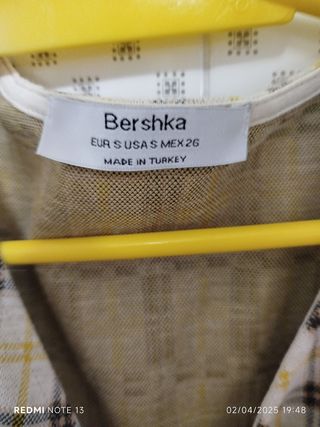 Bershka
EUR S USA S MEX 26
MADE IN TURKEY
REDMI NOTE 13
02/04/2025 19:48